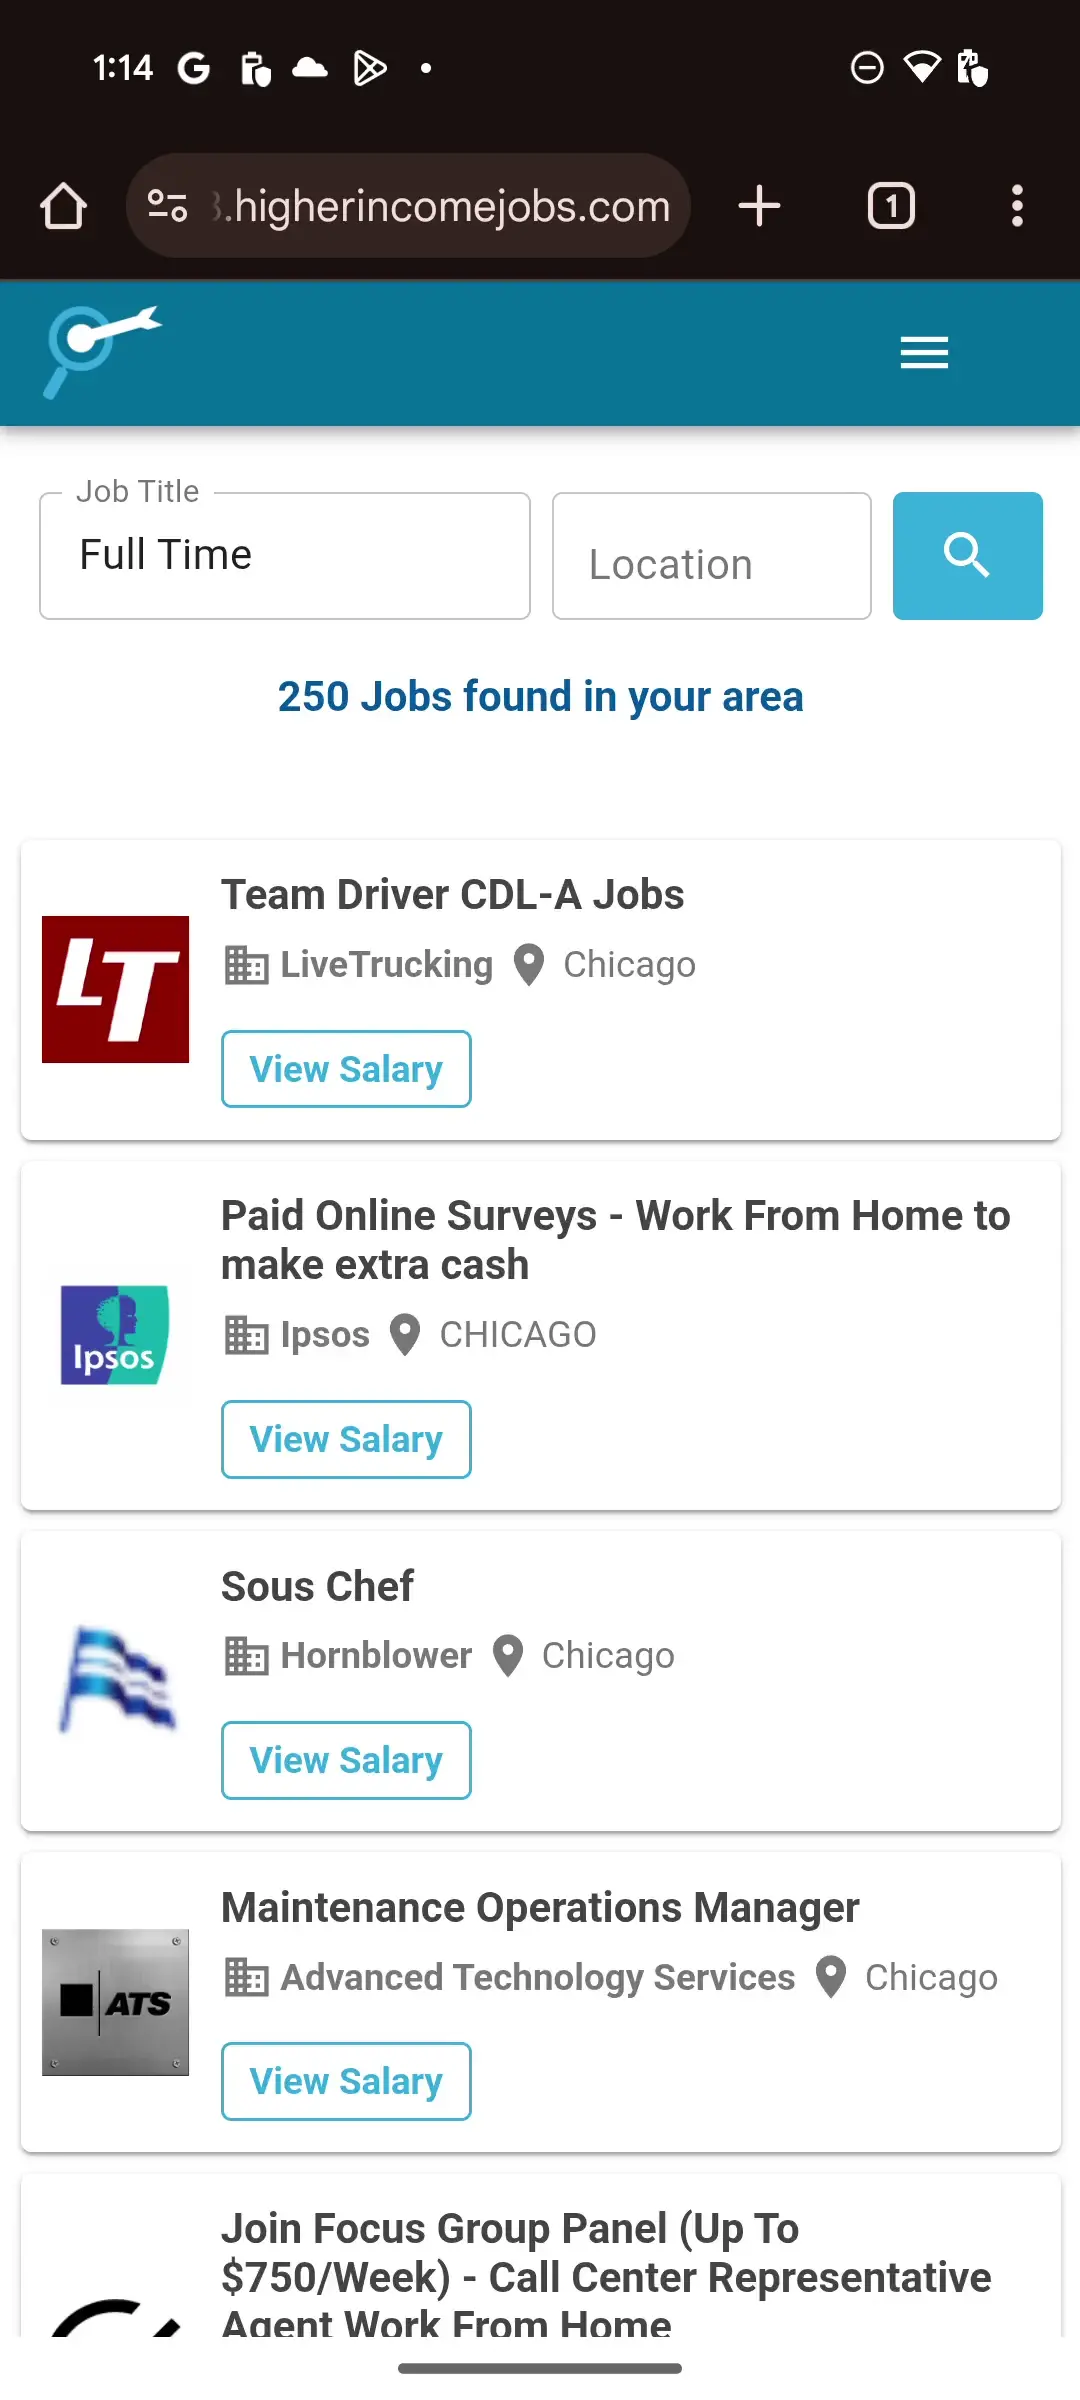 1:14
.higherincomejobs.com
1
Job Title
Full Time
Location
250 Jobs found in your area
Team Driver CDL-A Jobs
LT
LiveTrucking Chicago
View Salary
Paid Online Surveys - Work From Home to
make extra cash
Ipsos
Ipsos CHICAGO
View Salary
Sous Chef
Hornblower Chicago
View Salary
Maintenance Operations Manager
ATS
Advanced Technology Services Chicago
View Salary
Join Focus Group Panel (Up To
$750/Week) - Call Center Representative
Agent Work From Home